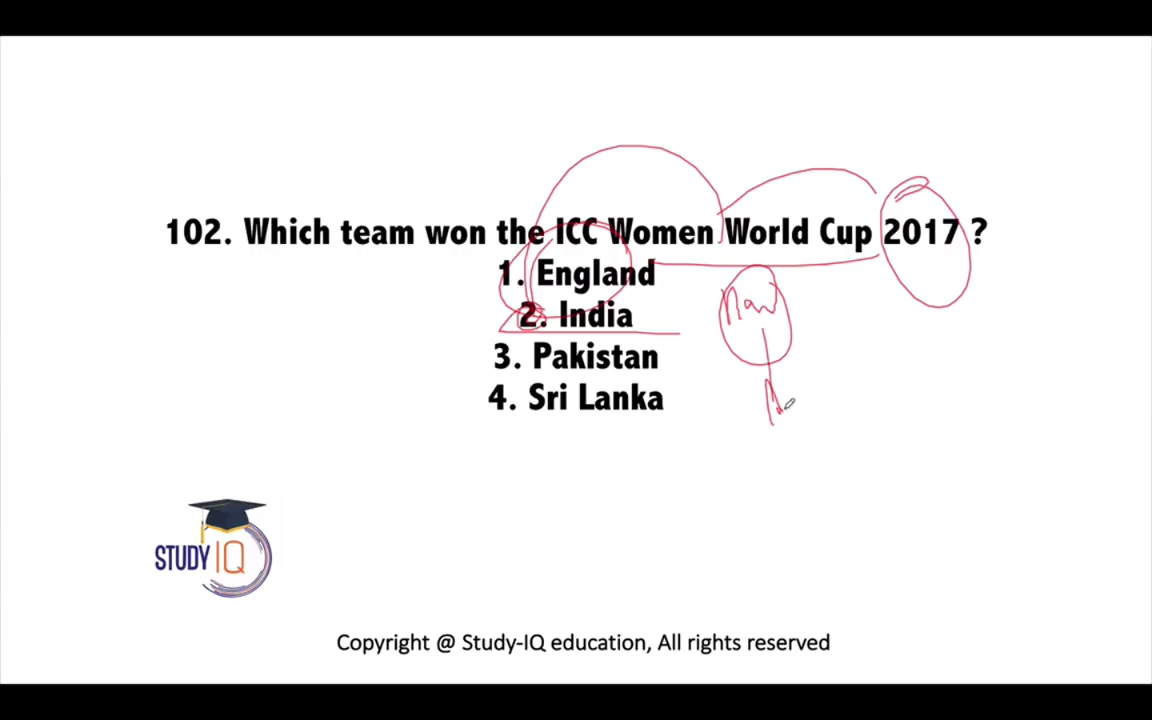 102. Which team won the ICC Women World Cup 2017 ?
1. England
2. India
3. Pakistan
4. Sri Lanka
STUDY IQ
Copyright @ Study-IQ education, All rights reserved